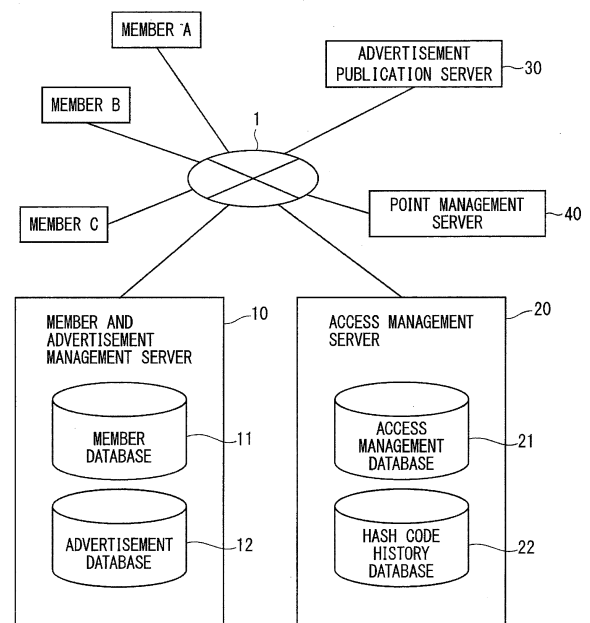 MEMBER A
ADVERTISEMENT
PUBLICATION SERVER
30
MEMBER B
1
MEMBER C
POINT MANAGEMENT
SERVER
40
10
MEMBER AND
ADVERTISEMENT
MANAGEMENT SERVER
MEMBER
DATABASE
11
ADVERTISEMENT
DATABASE
12
20
ACCESS MANAGEMENT
SERVER
ACCESS
MANAGEMENT
DATABASE
21
HASH CODE
HISTORY
DATABASE
22